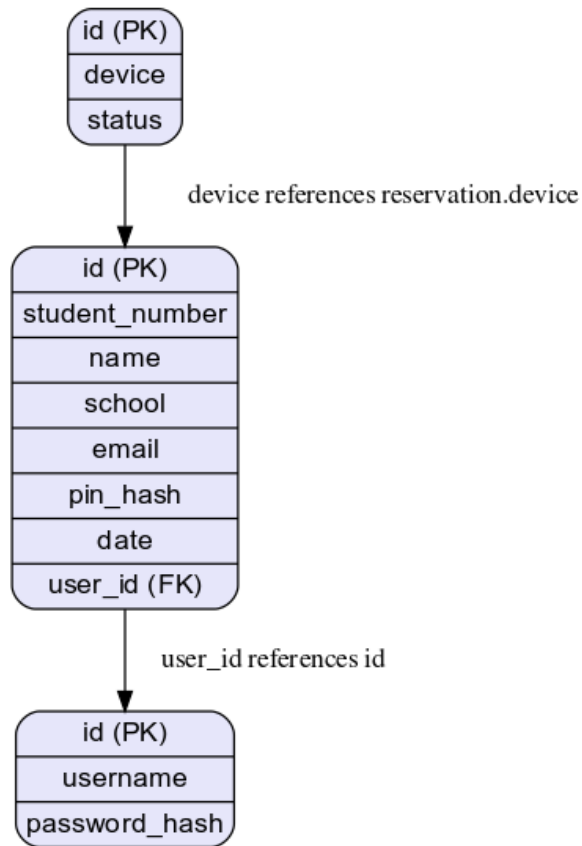 id (PK)
device
status
device references reservation.device
id (PK)
student_number
name
school
email
pin_hash
date
user_id (FK)
user_id references id
id (PK)
username
password_hash